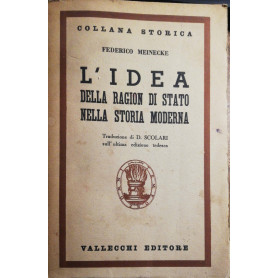 COLLANA STORICA
FEDERICO MEINECKE
L'IDEA
DELLA RAGION DI STATO
NELLA STORIA MODERNA
Traduzione di D. SCOLARI
sull'ultima edizione tedesca
VALLECCHI EDITORE